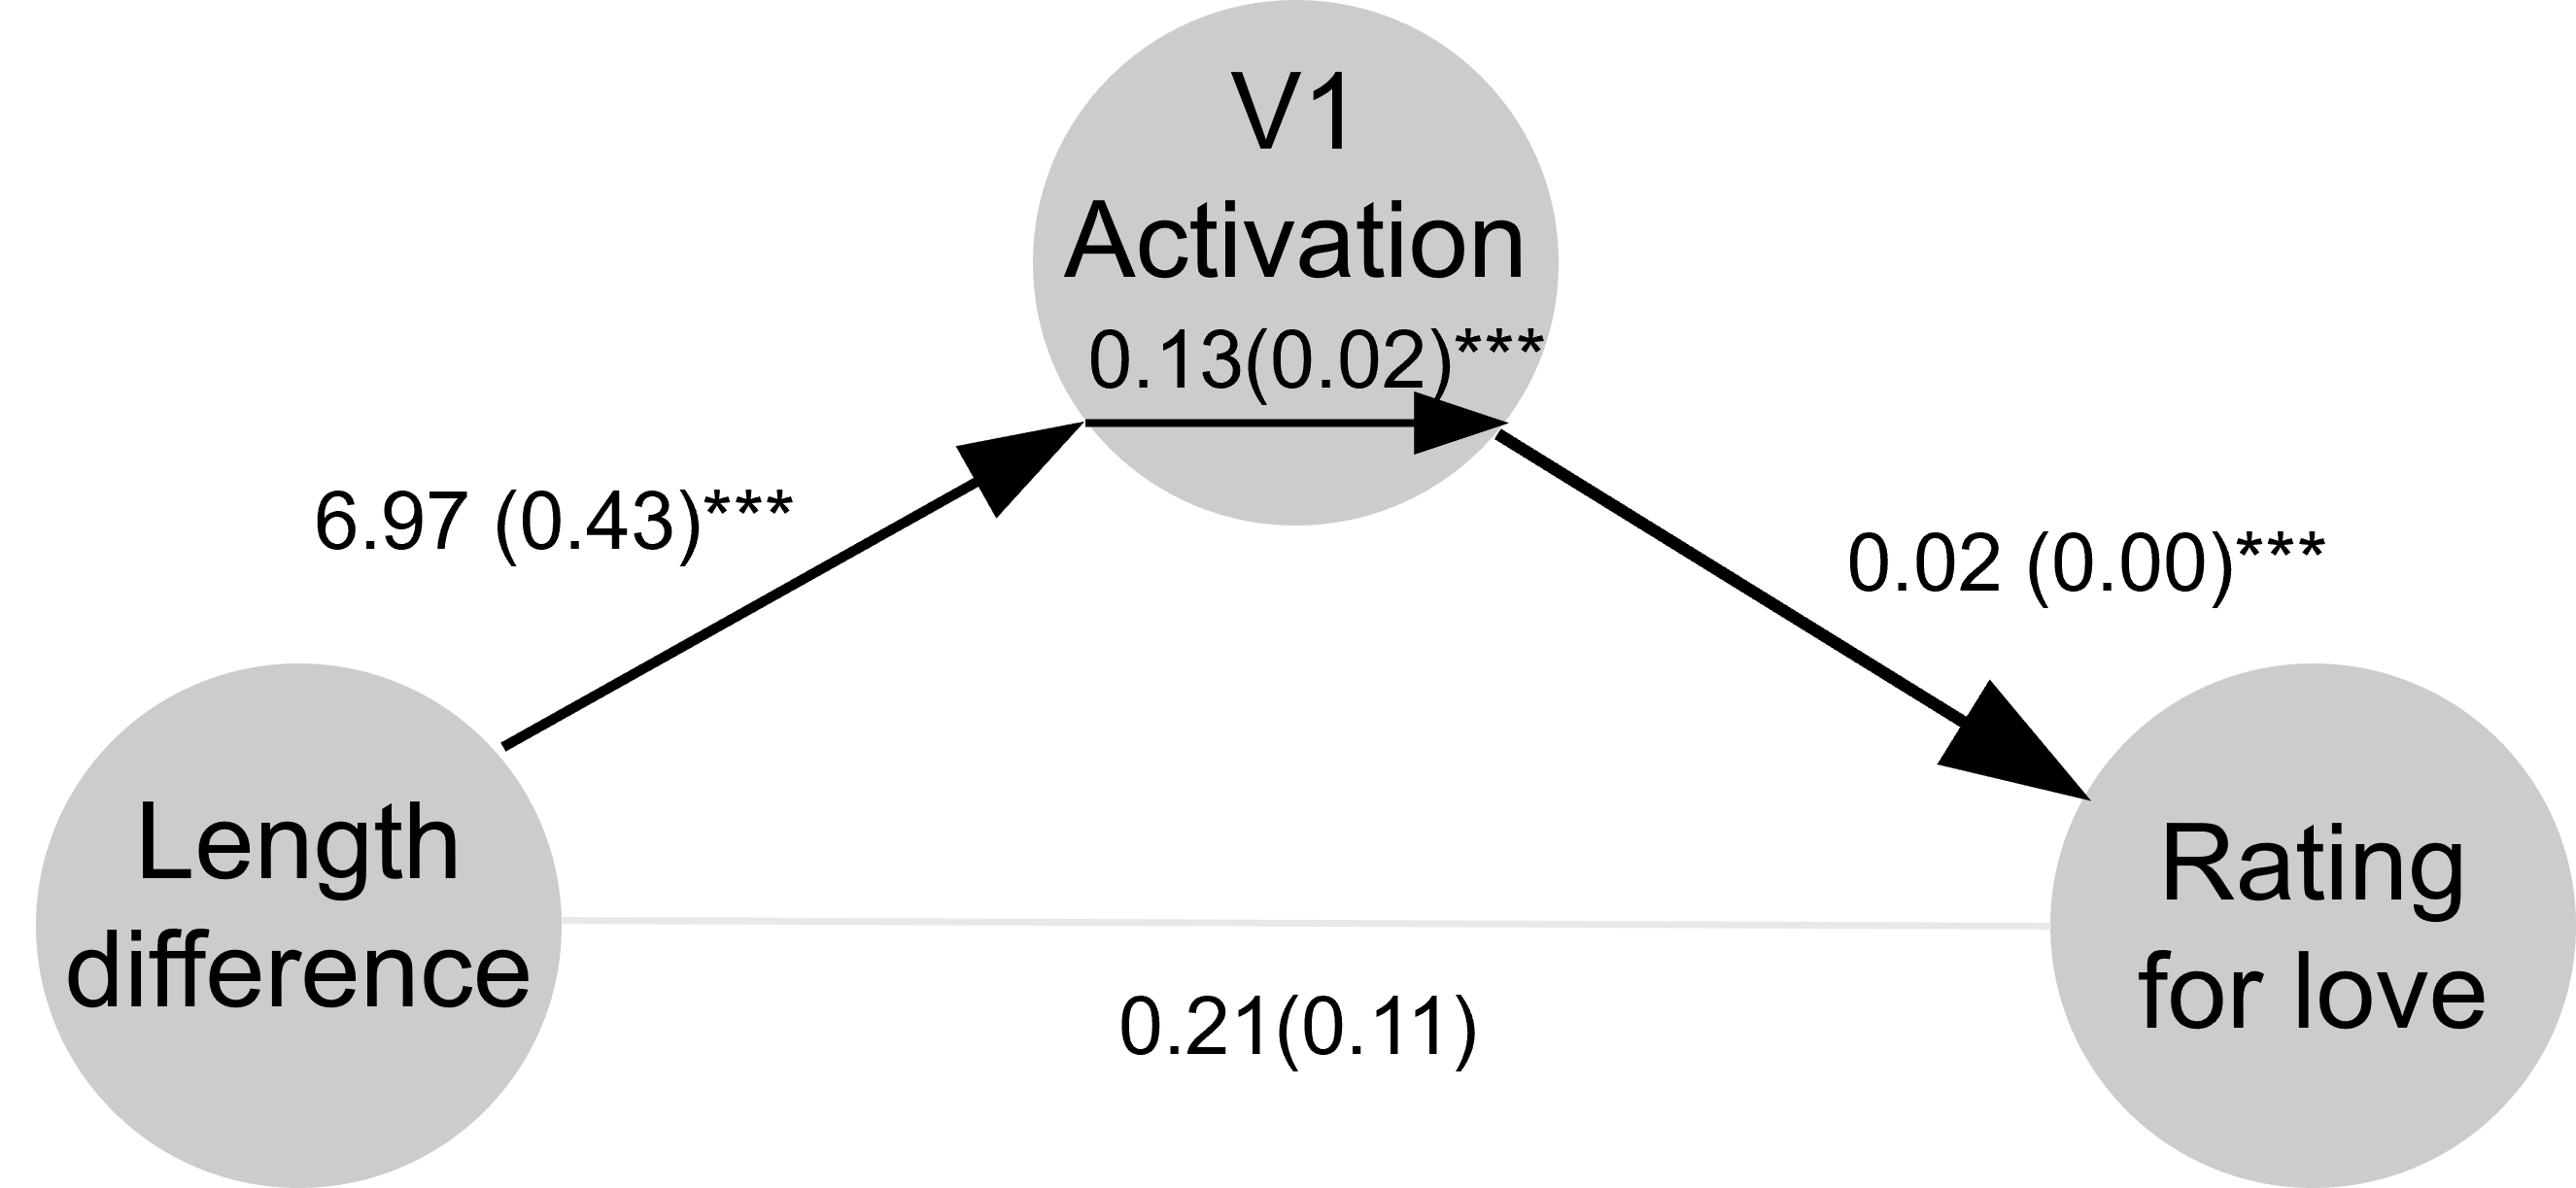 V1
Activation
0.13(0.02)***
6.97 (0.43)***
0.02 (0.00)***
Length
difference
Rating
for love
0.21(0.11)